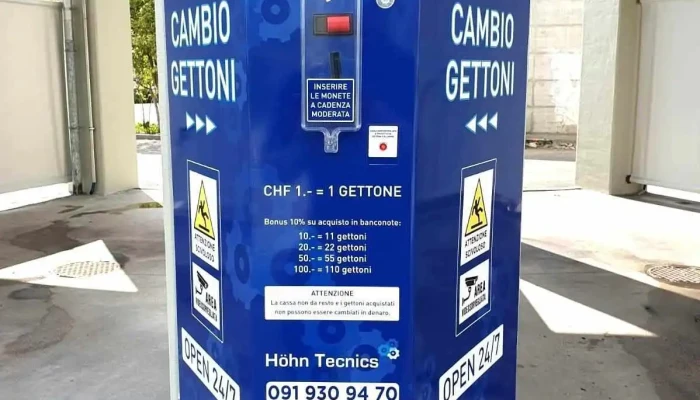 CAMBIO
GETTONI
INSERIRE
LE MONETE
A CADENZA
MODERATA
CHF 1.- = 1 GETTONE
Bonus 10% su acquisto in banconote:
10.- = 11 gettoni
20.- = 22 gettoni
50.- = 55 gettoni
100.- = 110 gettoni
ATTENZIONE
La cassa non da resto e i gettoni acquistati
non possono essere cambiati in denaro.
Höhn Tecnics
091 930 94 70
ATTENZIONE
SCIVOLOSO
AREA
VIDEOSORVEGLIATA
OPEN 24/7
CAMBIO
GETTONI
ATTENZIONE
SCIVOLOSO
AREA
VIDEOSORVEGLIATA
OPEN 24/7